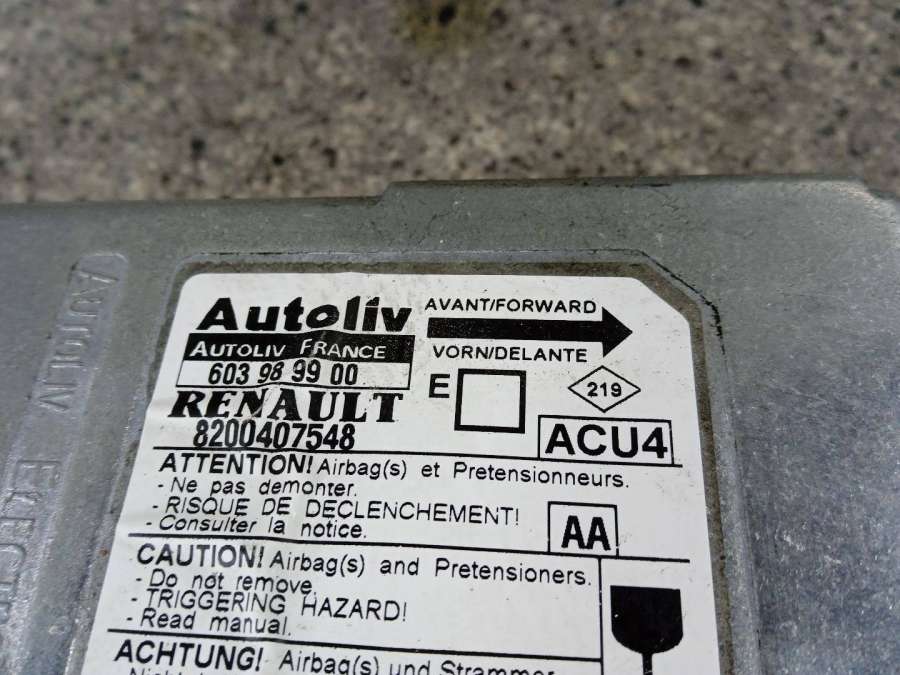 Autoliv
AUTOLIV FRANCE
603 98 99 00
RENAULT
8200407548
AVANT/FORWARD
VORN/DELANTE
E
219
ACU4
ATTENTION! Airbag(s) et Pretensionneurs.
- Ne pas demonter.
- RISQUE DE DECLENCHEMENT!
- Consulter la notice.
AA
CAUTION! Airbag(s) and Pretensioners.
- Do not remove.
- TRIGGERING HAZARD!
- Read manual.
ACHTUNG! Airbag(s) und Strammer
AUTOLIV